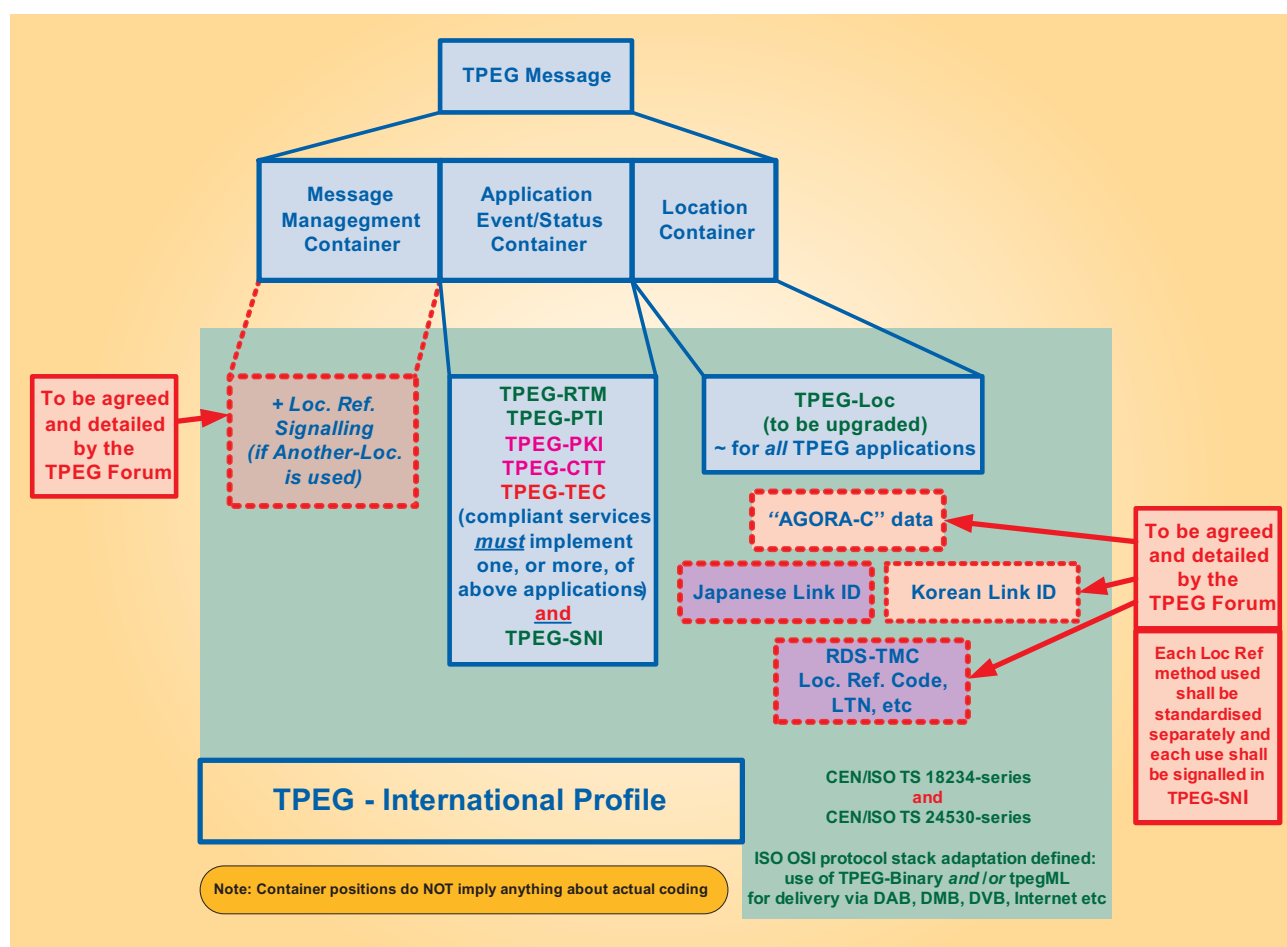 TPEG Message
Message
Managegment
Container
Application
Event/Status
Container
Location
Container
To be agreed
and detailed
by the
TPEG Forum
+ Loc. Ref.
Signalling
(if Another-Loc.
is used)
TPEG-RTM
TPEG-PTI
TPEG-PKI
TPEG-CTT
TPEG-TEC
(compliant services
must implement
one, or more, of
above applications)
and
TPEG-SNI
TPEG-Loc
(to be upgraded)
~ for all TPEG applications
“AGORA-C” data
Japanese Link ID
Korean Link ID
RDS-TMC
Loc. Ref. Code,
LTN, etc
To be agreed
and detailed
by the
TPEG Forum
Each Loc Ref
method used
shall be
standardised
separately and
each use shall
be signalled in
TPEG-SNI
TPEG - International Profile
CEN/ISO TS 18234-series
and
CEN/ISO TS 24530-series
ISO OSI protocol stack adaptation defined:
use of TPEG-Binary and / or tpegML
for delivery via DAB, DMB, DVB, Internet etc
Note: Container positions do NOT imply anything about actual coding